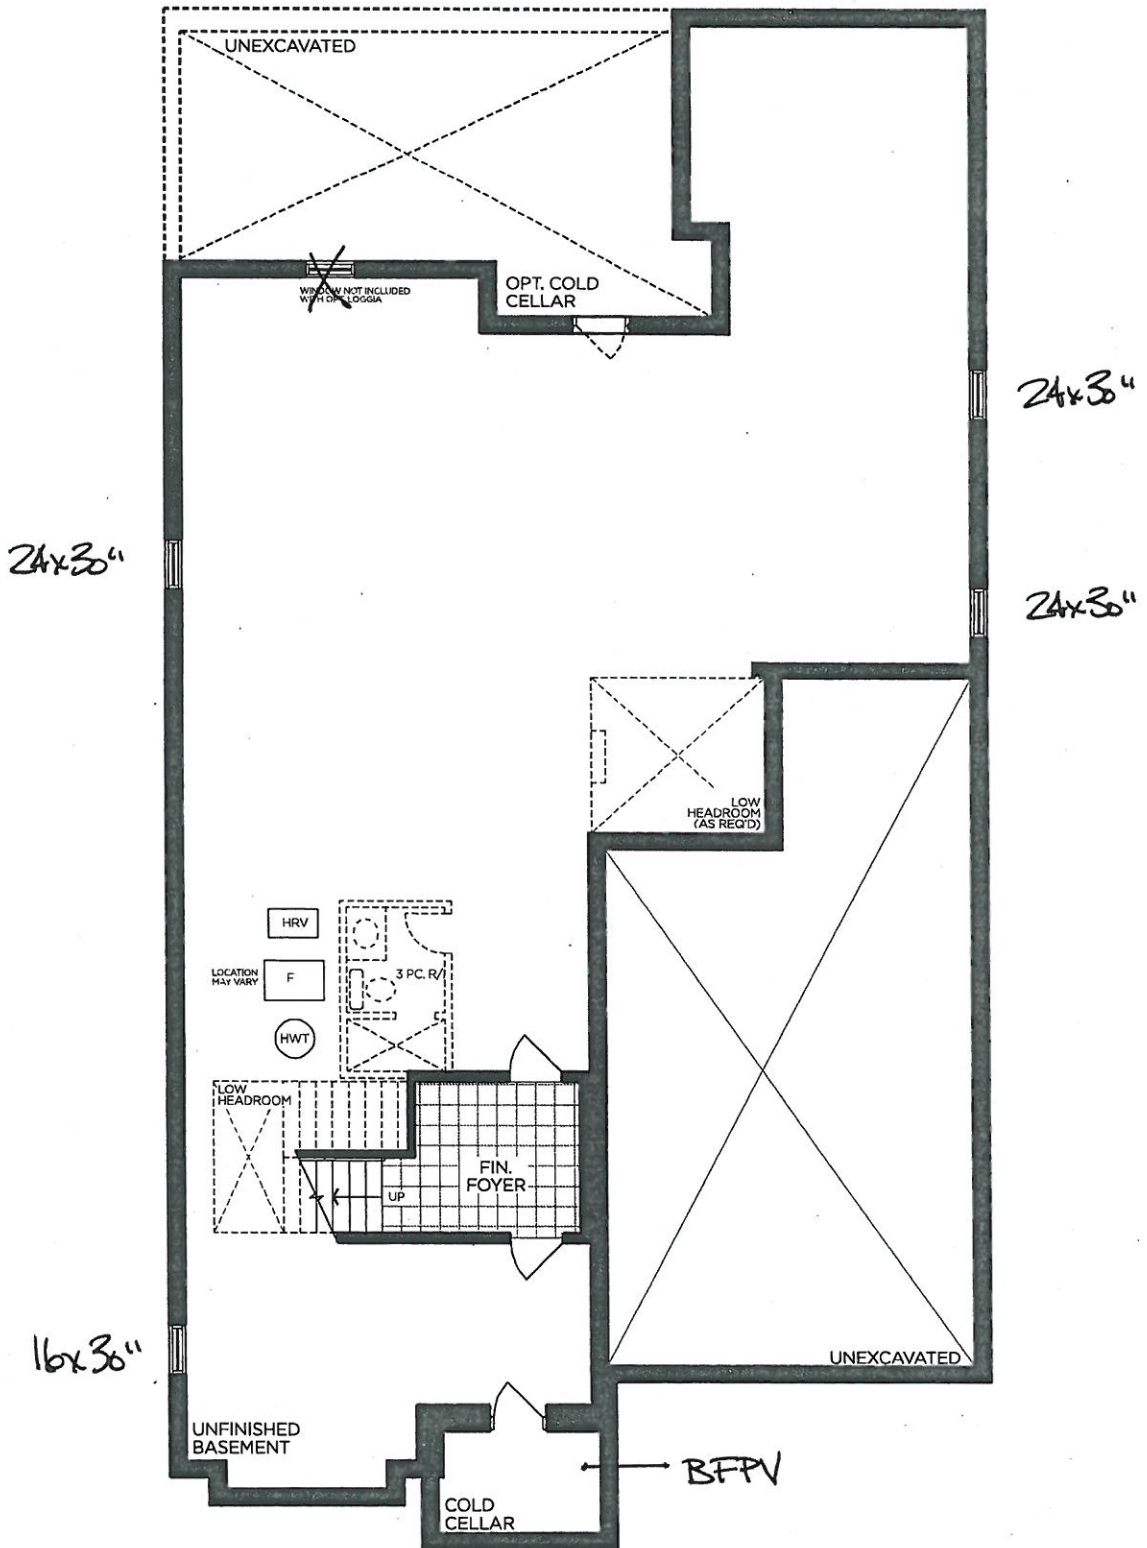 UNEXCAVATED
OPT. COLD
CELLAR
WINDOW NOT INCLUDED
WITH OPT. LOGGIA
24x30"
24x30"
24x30"
LOW
HEADROOM
(AS REQ'D)
HRV
LOCATION
MAY VARY
F
3 PC. R/
HWT
LOW
HEADROOM
FIN.
FOYER
UP
16x30"
UNEXCAVATED
UNFINISHED
BASEMENT
BFPV
COLD
CELLAR